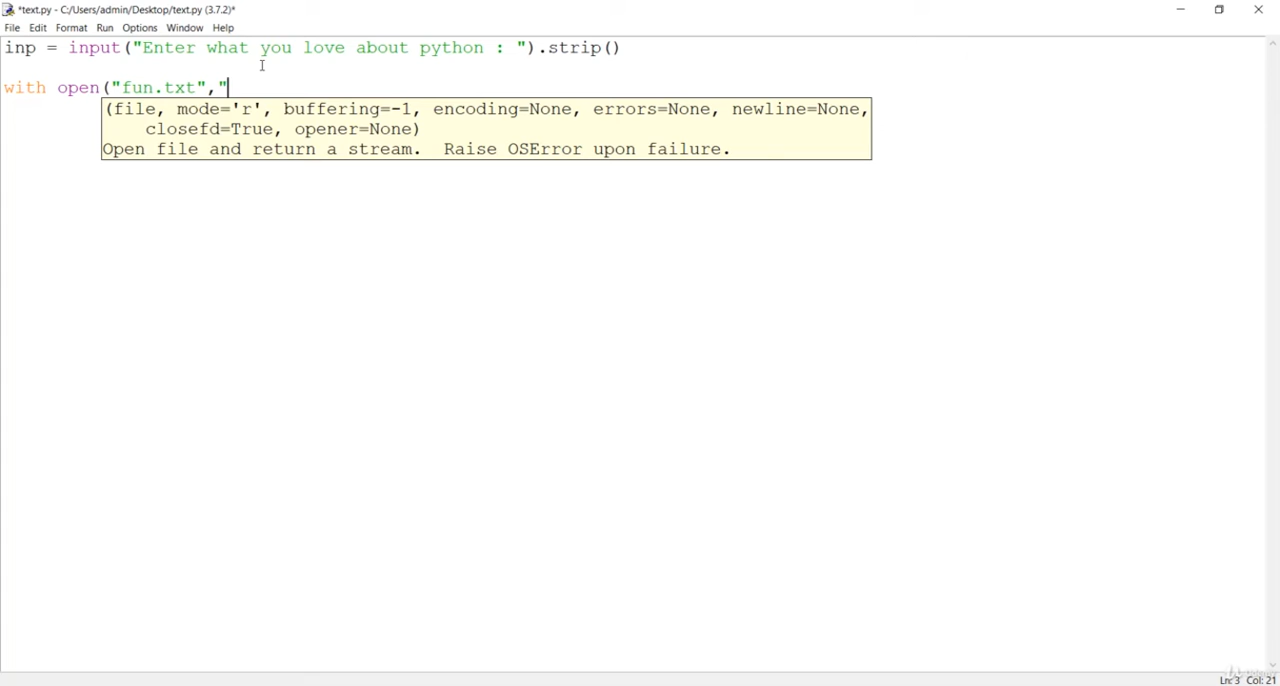 *text.py - C:/Users/admin/Desktop/text.py (3.7.2)*
File Edit Format Run Options Window Help
inp = input("Enter what you love about python : ").strip()
with open("fun.txt","
(file, mode='r', buffering=-1, encoding=None, errors=None, newline=None,
closefd=True, opener=None)
Open file and return a stream.  Raise OSError upon failure.
Ln: 3 Col: 21